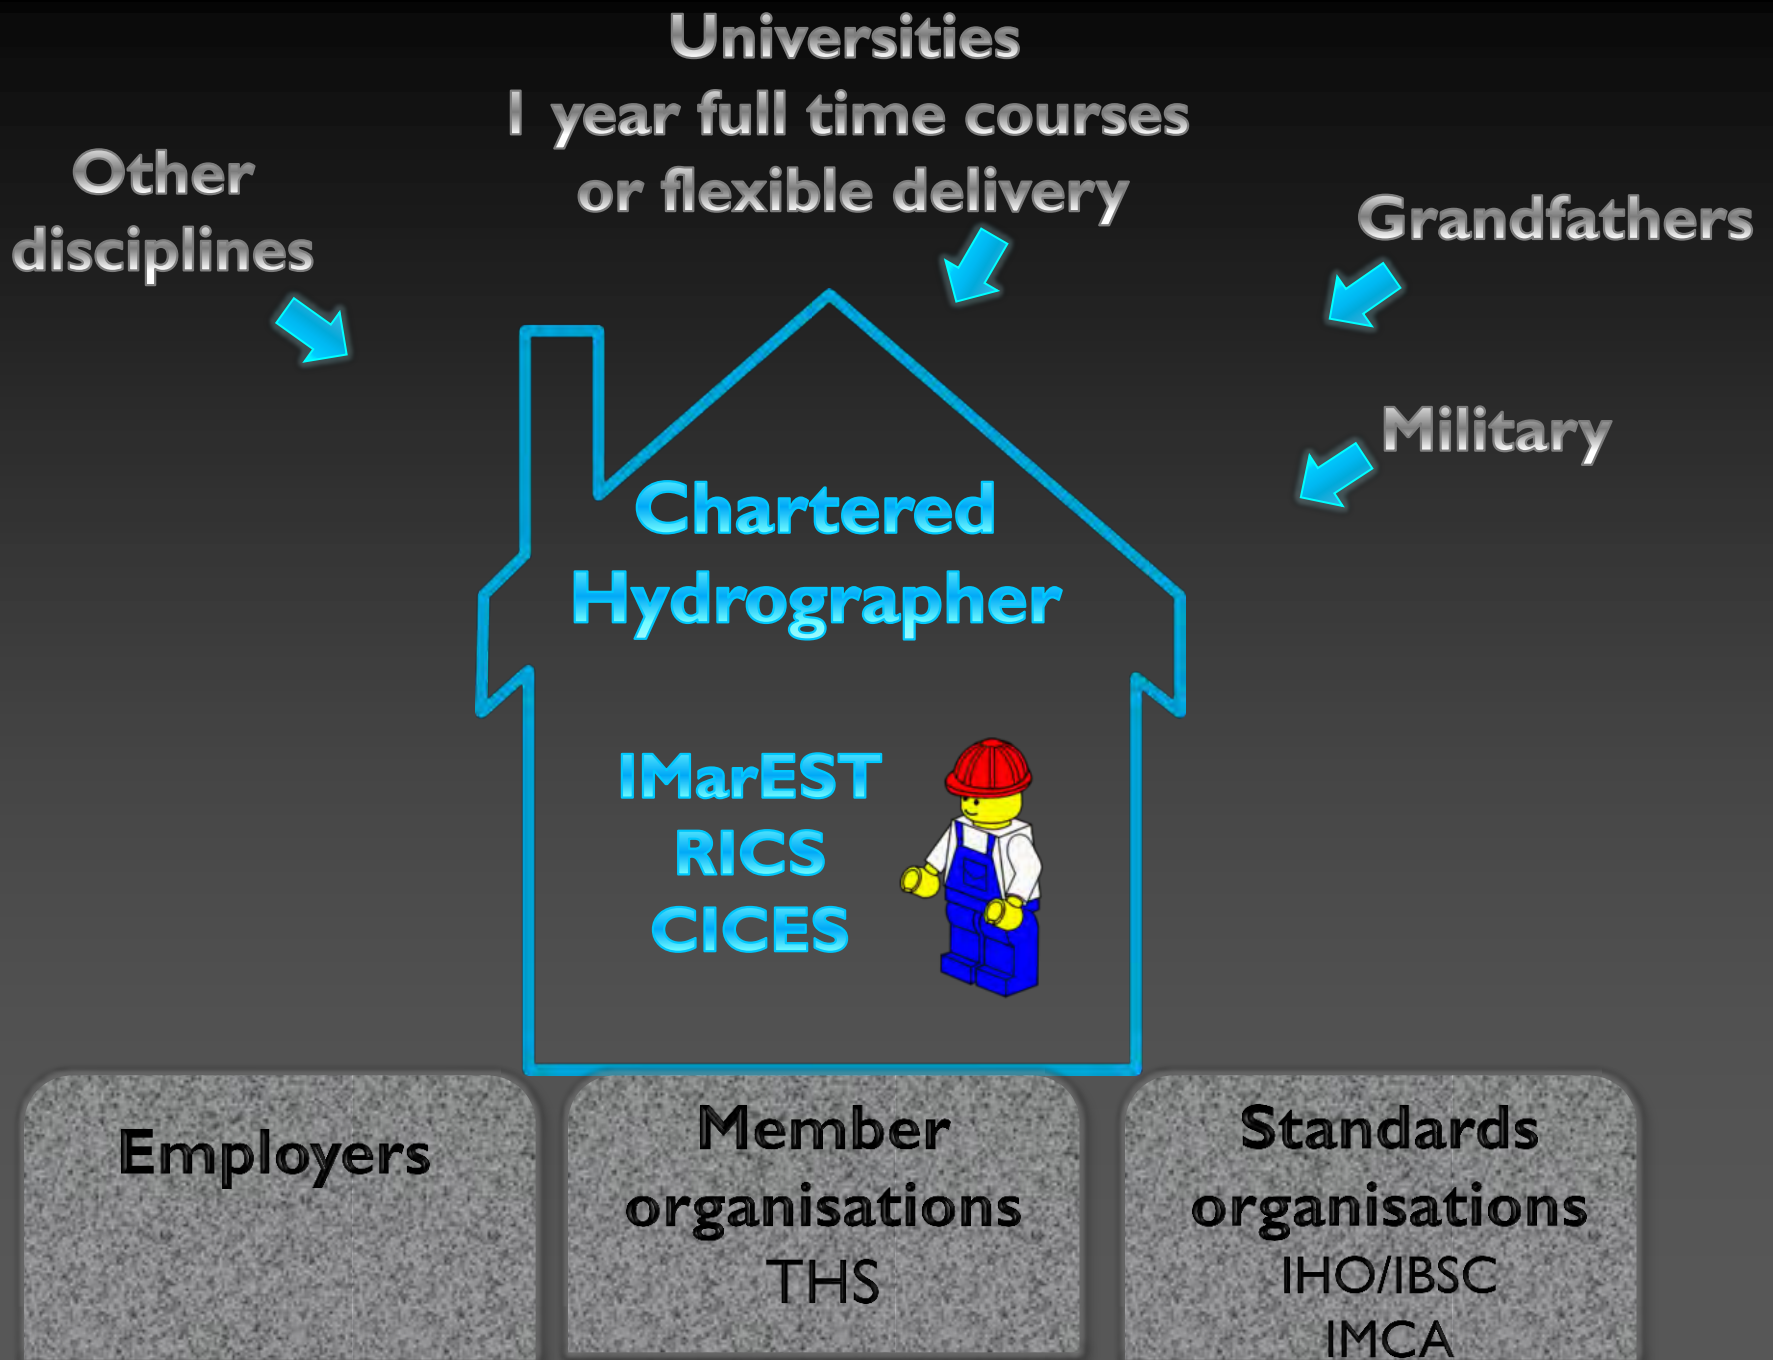 Universities
1 year full time courses
or flexible delivery
Other
disciplines
Grandfathers
Military
Chartered
Hydrographer
IMarEST
RICS
CICES
Employers
Member
organisations
THS
Standards
organisations
IHO/IBSC
IMCA